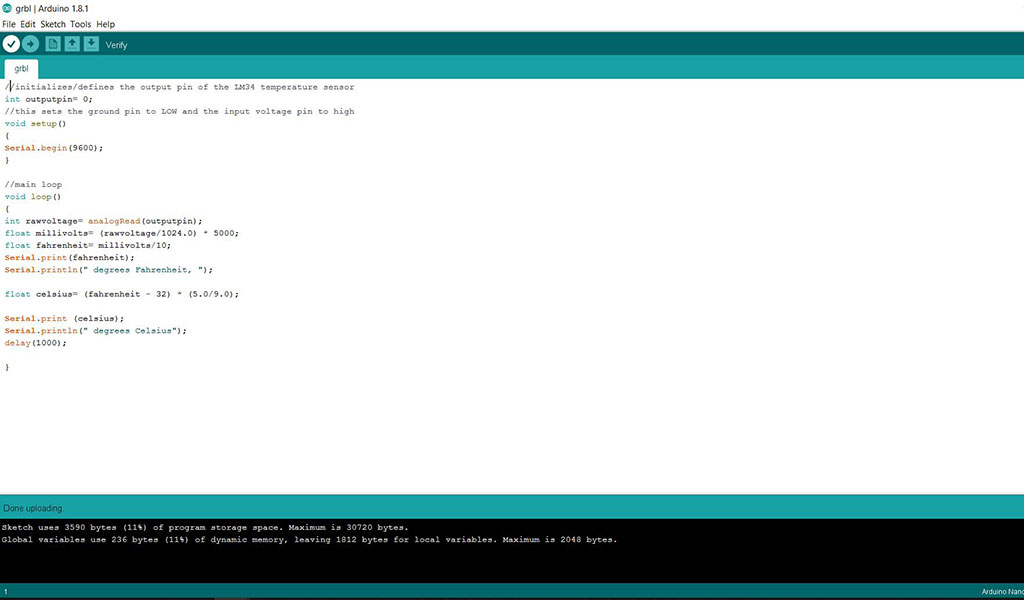 grbl | Arduino 1.8.1
File Edit Sketch Tools Help
Verify
grbl
//initializes/defines the output pin of the LM34 temperature sensor
int outputpin= 0;
//this sets the ground pin to LOW and the input voltage pin to high
void setup()
{
Serial.begin(9600);
}
//main loop
void loop()
{
int rawvoltage= analogRead(outputpin);
float millivolts= (rawvoltage/1024.0) * 5000;
float fahrenheit= millivolts/10;
Serial.print(fahrenheit);
Serial.println(" degrees Fahrenheit, ");
float celsius= (fahrenheit - 32) * (5.0/9.0);
Serial.print (celsius);
Serial.println(" degrees Celsius");
delay(1000);
}
Done uploading
Sketch uses 3590 bytes (11%) of program storage space. Maximum is 30720 bytes.
Global variables use 236 bytes (11%) of dynamic memory, leaving 1812 bytes for local variables. Maximum is 2048 bytes.
1
Arduino Nano